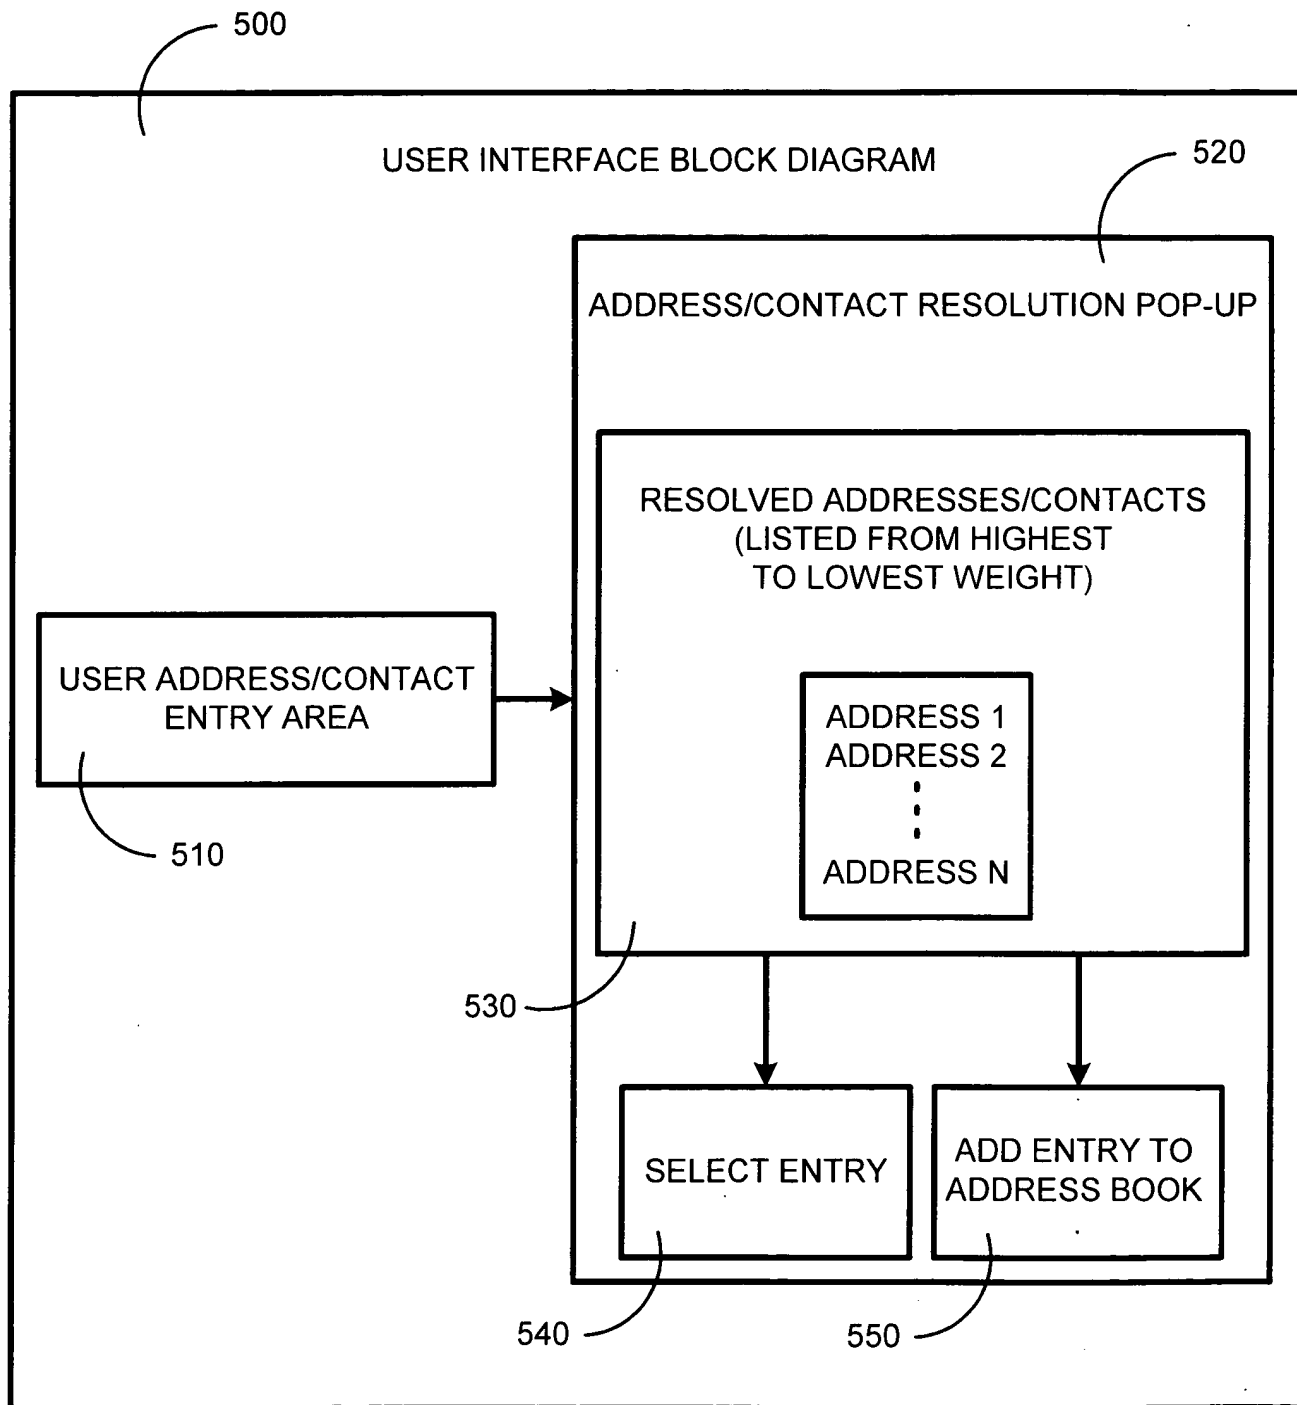 500
USER INTERFACE BLOCK DIAGRAM
520
ADDRESS/CONTACT RESOLUTION POP-UP
RESOLVED ADDRESSES/CONTACTS
(LISTED FROM HIGHEST
TO LOWEST WEIGHT)
USER ADDRESS/CONTACT
ENTRY AREA
510
ADDRESS 1
ADDRESS 2
ADDRESS N
530
SELECT ENTRY
ADD ENTRY TO
ADDRESS BOOK
540
550